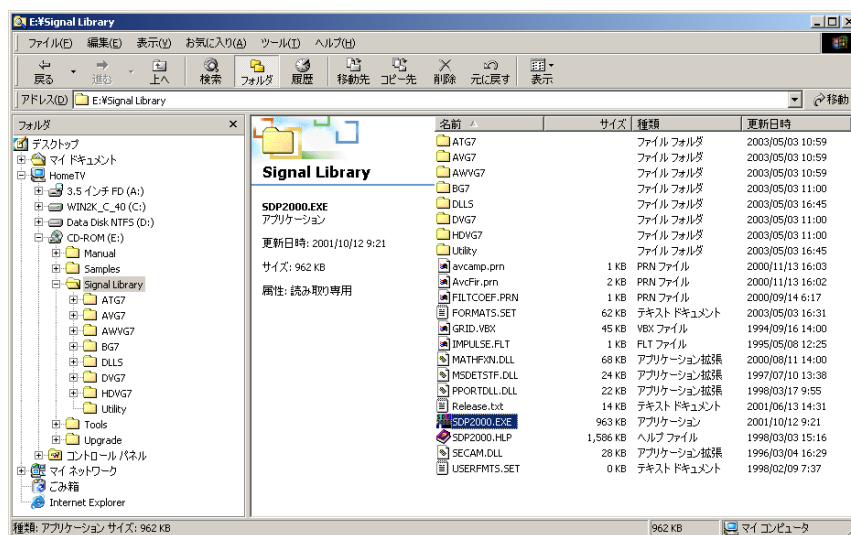 E:¥Signal Library
ファイル(F) 編集(E) 表示(V) お気に入り(A) ツール(T) ヘルプ(H)
戻る 進む 上へ 検索 フォルダ 履歴 移動先 コピー先 削除 元に戻す 表示
アドレス(D) E:¥Signal Library 移動
フォルダ
デスクトップ
マイ ドキュメント
HomeTV
3.5 インチ FD (A:)
WIN2K_C_40 (C:)
Data Disk NTFS (D:)
CD-ROM (E:)
Manual
Samples
Signal Library
ATG7
AVG7
AWVG7
BG7
DLLS
DVG7
HDVG7
Utility
Tools
Upgrade
コントロール パネル
マイ ネットワーク
ごみ箱
Internet Explorer
Signal Library
SDP2000.EXE
アプリケーション
更新日時: 2001/10/12 9:21
サイズ: 962 KB
属性: 読み取り専用
名前 サイズ 種類 更新日時
ATG7 ファイル フォルダ 2003/05/03 10:59
AVG7 ファイル フォルダ 2003/05/03 10:59
AWVG7 ファイル フォルダ 2003/05/03 10:59
BG7 ファイル フォルダ 2003/05/03 11:00
DLLS ファイル フォルダ 2003/05/03 16:45
DVG7 ファイル フォルダ 2003/05/03 11:00
HDVG7 ファイル フォルダ 2003/05/03 11:00
Utility ファイル フォルダ 2003/05/03 16:45
avcamp.prn 1 KB PRN ファイル 2000/11/13 16:03
AvcFir.prn 2 KB PRN ファイル 2000/11/13 16:02
FILTCOEF.PRN 1 KB PRN ファイル 2000/09/14 6:17
FORMATS.SET 62 KB テキスト ドキュメント 2003/05/03 16:31
GRID.VBX 45 KB VBX ファイル 1994/09/16 14:00
IMPULSE.FLT 1 KB FLT ファイル 1995/05/08 12:25
MATHFXN.DLL 68 KB アプリケーション拡張 2000/08/11 14:00
MSDETSTF.DLL 24 KB アプリケーション拡張 1997/07/10 13:38
PPORTDLL.DLL 22 KB アプリケーション拡張 1998/03/17 9:55
Release.txt 14 KB テキスト ドキュメント 2001/06/13 14:31
SDP2000.EXE 963 KB アプリケーション 2001/10/12 9:21
SDP2000.HLP 1,586 KB ヘルプ ファイル 1998/03/03 15:16
SECAM.DLL 28 KB アプリケーション拡張 1996/03/04 16:29
USERFMTS.SET 0 KB テキスト ドキュメント 1998/02/09 7:37
種類: アプリケーション サイズ: 962 KB 962 KB マイ コンピュータ